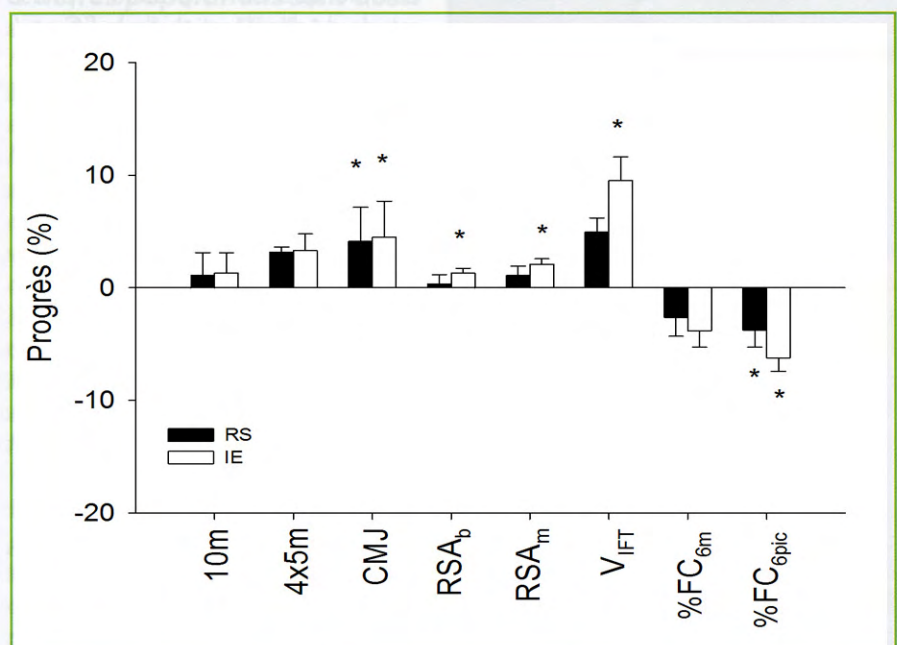 20
10
0
-10
-20
Progrès (%)
* *
*
*
*
*
*
RS
IE
10m
4x5m
CMJ
RSAb
RSAm
VIFT
%FC6m
%FC6pic